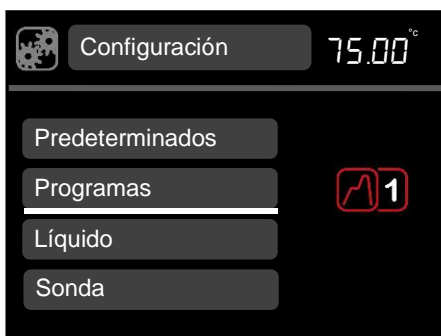 Configuración
75.00°c
Predeterminados
Programas
1
Líquido
Sonda